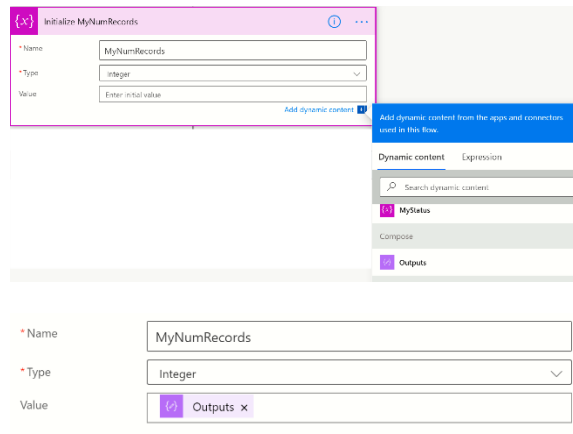 {x} Initialize MyNumRecords
* Name MyNumRecords
* Type Integer
Value Enter initial value
Add dynamic content
Add dynamic content from the apps and connectors
used in this flow.
Dynamic content Expression
Search dynamic content
{x} MyStatus
Compose
Outputs
* Name MyNumRecords
* Type Integer
Value Outputs ×